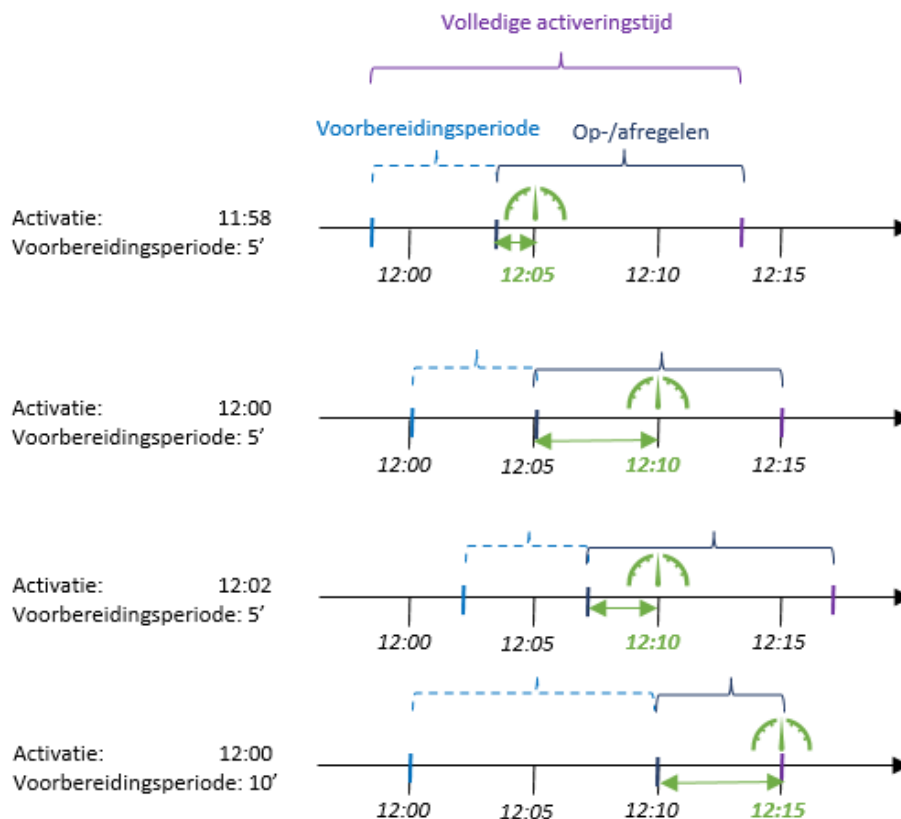 Volledige activeringstijd
Voorbereidingsperiode
Op-/afregelen
Activatie: 11:58
Voorbereidingsperiode: 5’
12:00 12:05 12:10 12:15
Activatie: 12:00
Voorbereidingsperiode: 5’
12:00 12:05 12:10 12:15
Activatie: 12:02
Voorbereidingsperiode: 5’
12:00 12:05 12:10 12:15
Activatie: 12:00
Voorbereidingsperiode: 10’
12:00 12:05 12:10 12:15